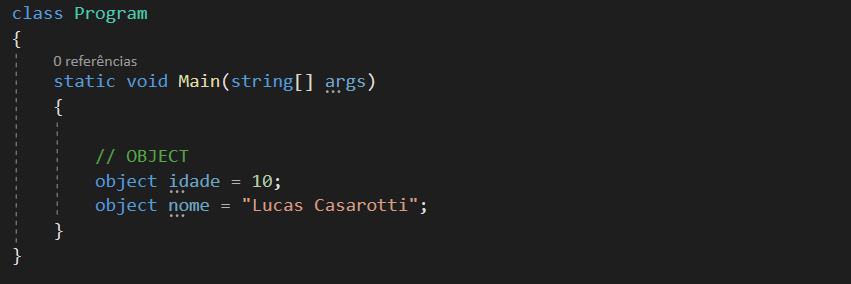 class Program
{
0 referências
static void Main(string[] args)
{
// OBJECT
object idade = 10;
object nome = "Lucas Casarotti";
}
}